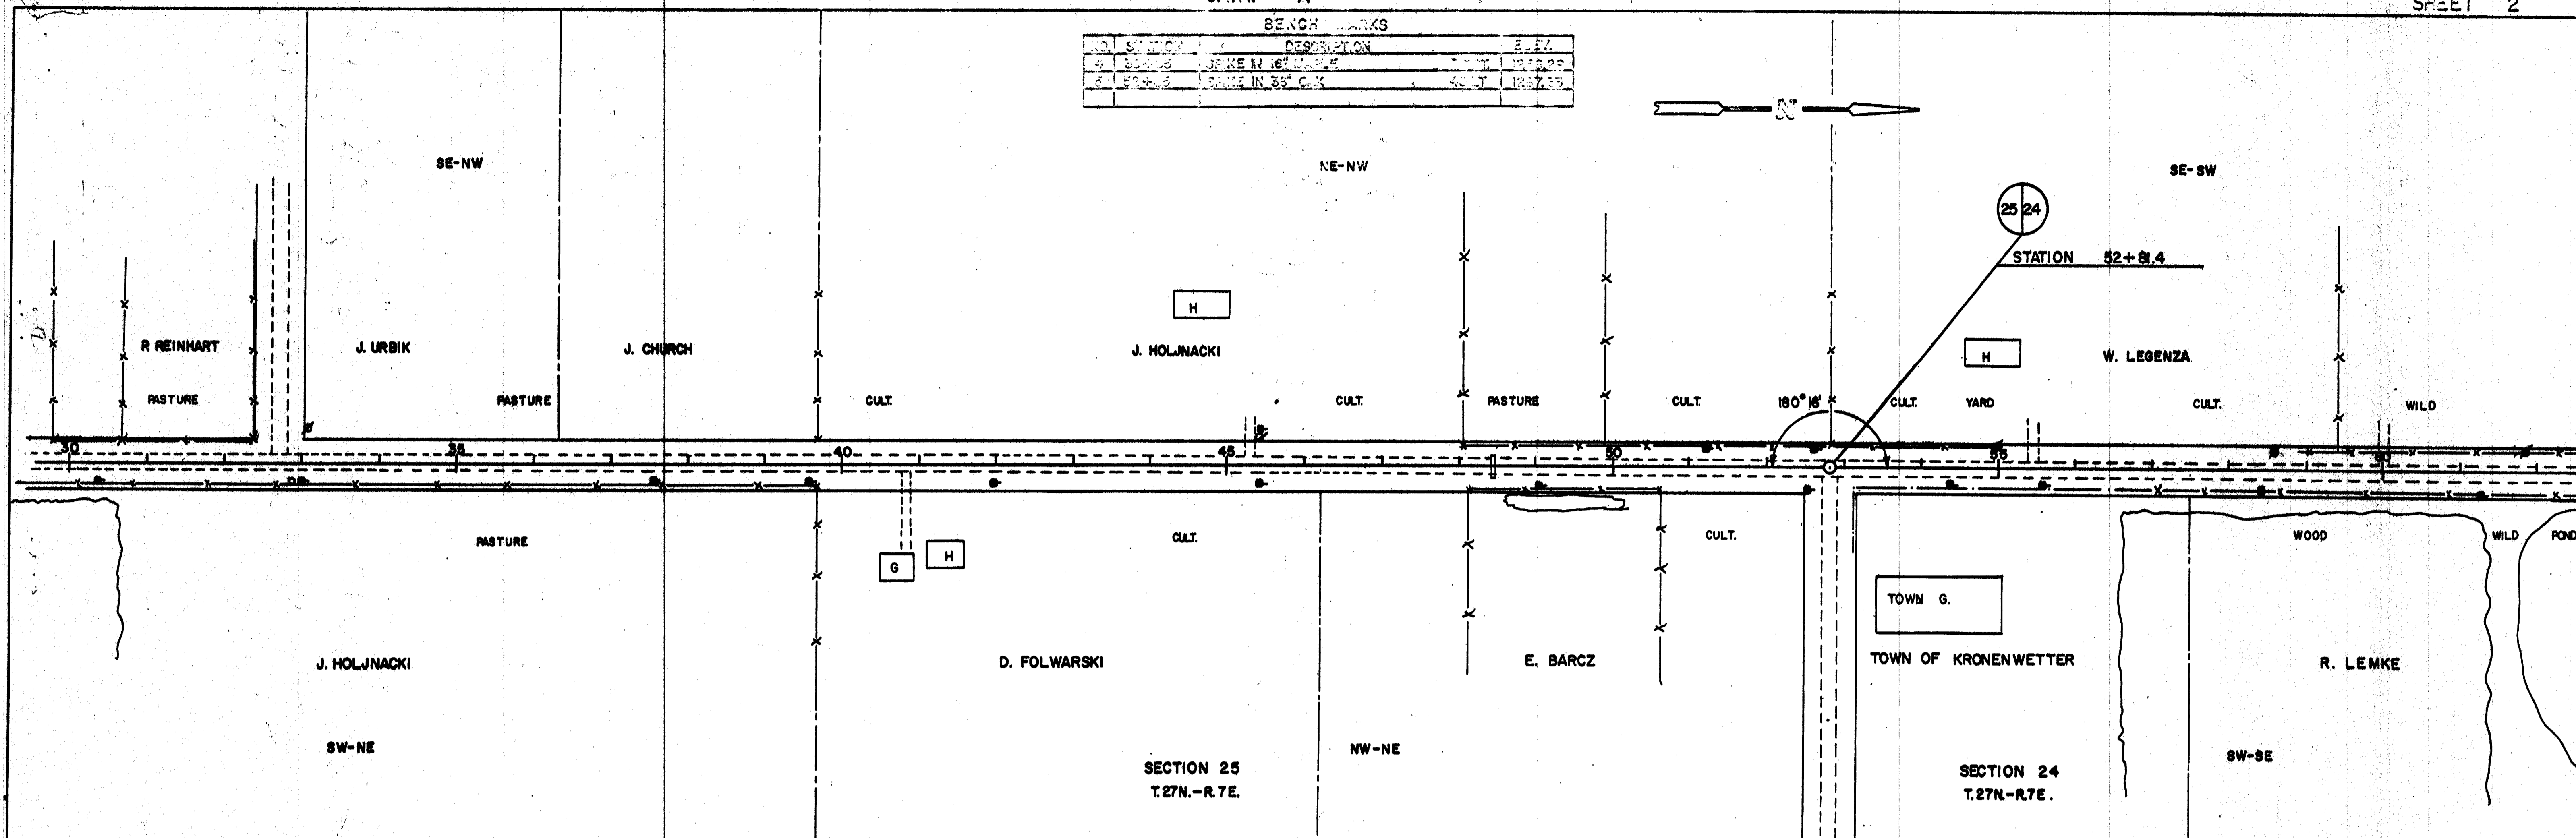 SHEET 2
BENCH MARKS
NO. STATION DESCRIPTION ELEV.
SPIKE IN 16" MAPLE
SPIKE IN 36" OAK
N
SE-NW
NE-NW
SE-SW
25 24
STATION 52+81.4
H
H
P. REINHART
J. URBIK
J. CHURCH
J. HOLJNACKI
W. LEGENZA
PASTURE
PASTURE
CULT.
CULT.
PASTURE
CULT.
180°16'
CULT.
YARD
CULT.
WILD
30
35
40
45
50
55
60
PASTURE
CULT.
CULT.
WOOD
WILD
POND
G
H
TOWN G.
J. HOLJNACKI
D. FOLWARSKI
E. BARCZ
TOWN OF KRONENWETTER
R. LEMKE
SW-NE
NW-NE
SW-SE
SECTION 25
T.27N.-R.7E.
SECTION 24
T.27N.-R.7E.